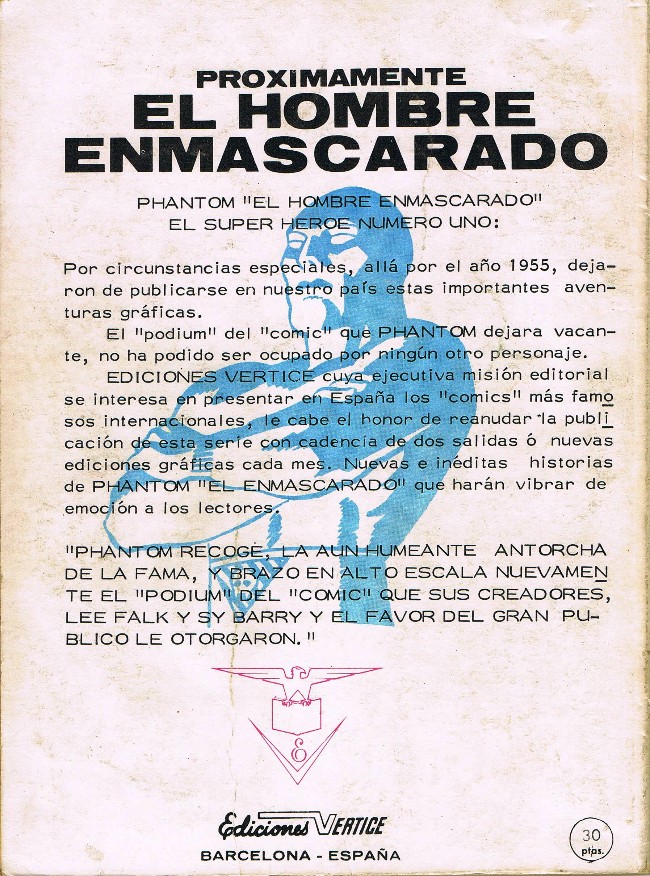 PROXIMAMENTE
EL HOMBRE
ENMASCARADO
PHANTOM "EL HOMBRE ENMASCARADO"
EL SUPER HEROE NUMERO UNO:
Por circunstancias especiales, allá por el año 1955, deja-
ron de publicarse en nuestro país estas importantes aven-
turas gráficas.
El "podium" del "comic" que PHANTOM dejara vacan-
te, no ha podido ser ocupado por ningún otro personaje.
EDICIONES VERTICE cuya ejecutiva misión editorial
se interesa en presentar en España los "comics" más famo
sos internacionales, le cabe el honor de reanudar la publi
cación de esta serie con cadencia de dos salidas ó nuevas
ediciones gráficas cada mes. Nuevas e inéditas historias
de PHANTOM "EL ENMASCARADO" que harán vibrar de
emoción a los lectores.
"PHANTOM RECOGE, LA AUN HUMEANTE ANTORCHA
DE LA FAMA, Y BRAZO EN ALTO ESCALA NUEVAMEN
TE EL "PODIUM" DEL "COMIC" QUE SUS CREADORES,
LEE FALK Y SY BARRY Y EL FAVOR DEL GRAN PU-
BLICO LE OTORGARON."
E
Ediciones VERTICE
BARCELONA - ESPAÑA
30
ptas.